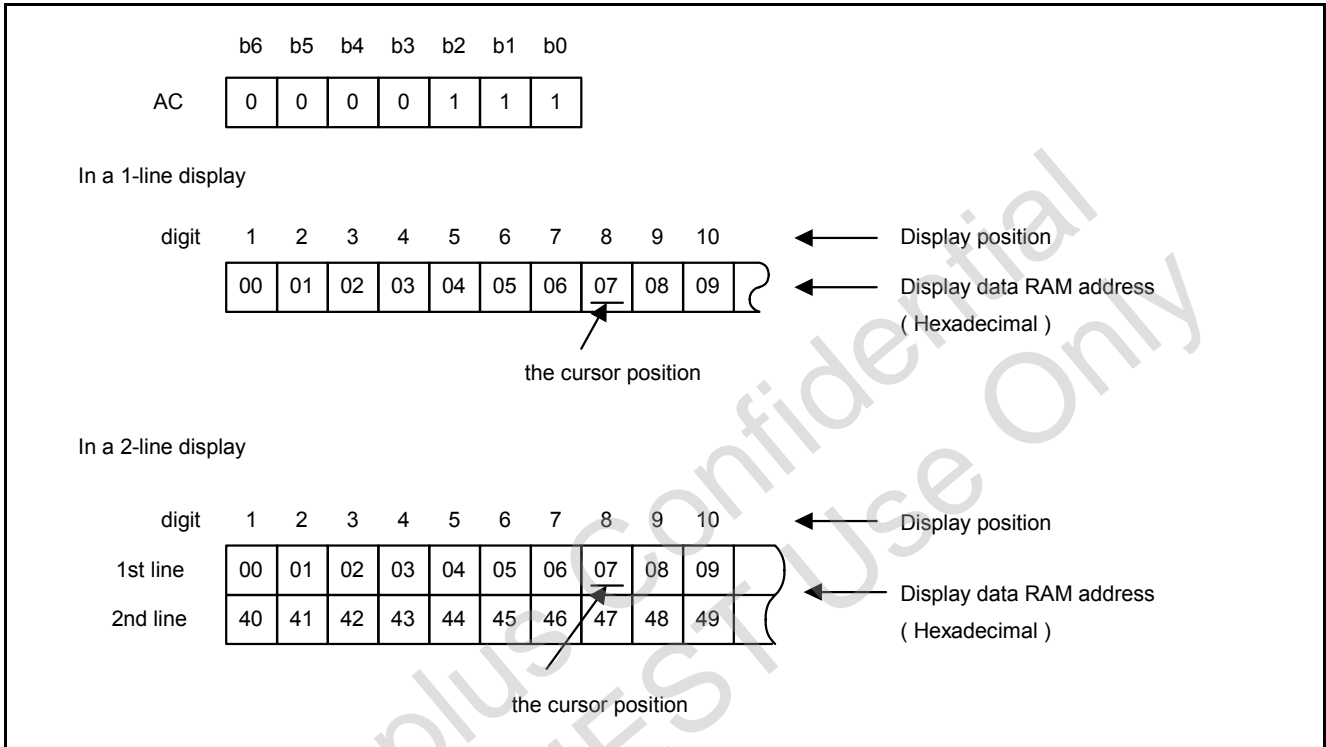 b6 b5 b4 b3 b2 b1 b0
AC 0 0 0 0 1 1 1
In a 1-line display
digit 1 2 3 4 5 6 7 8 9 10 Display position
00 01 02 03 04 05 06 07 08 09 Display data RAM address
( Hexadecimal )
the cursor position
In a 2-line display
digit 1 2 3 4 5 6 7 8 9 10 Display position
1st line 00 01 02 03 04 05 06 07 08 09
Display data RAM address
2nd line 40 41 42 43 44 45 46 47 48 49
( Hexadecimal )
the cursor position
plus Confidential
Use Only